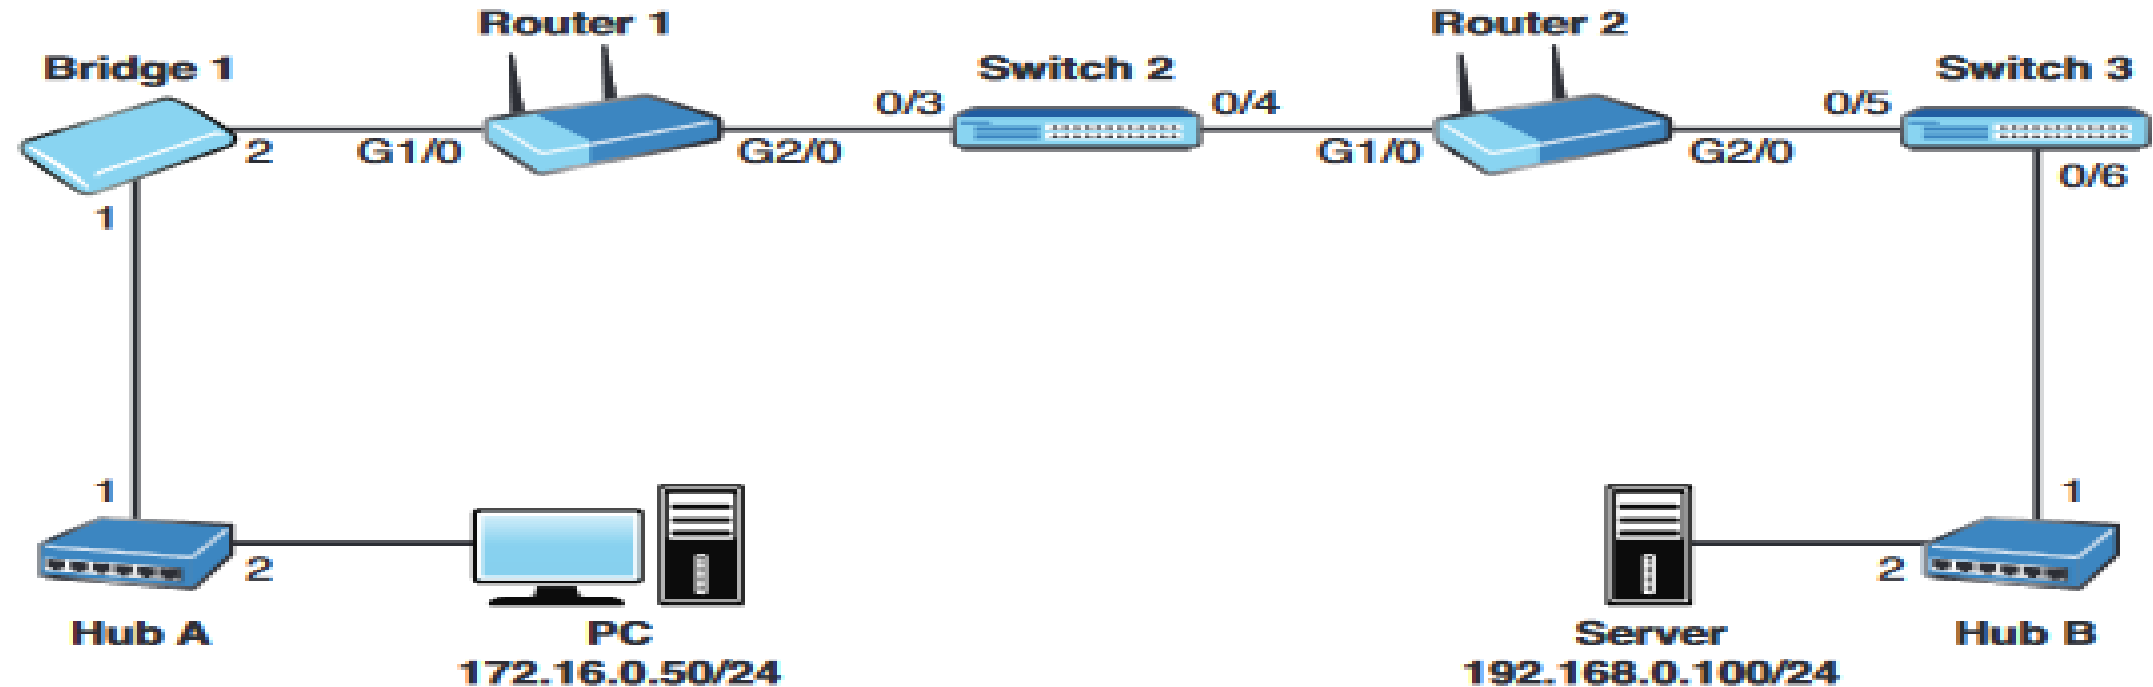 Router 1
Router 2
Bridge 1
Switch 2
Switch 3
0/3
0/4
0/5
2
G1/0
G2/0
G1/0
G2/0
0/6
1
1
1
2
2
Hub A
PC
Server
Hub B
172.16.0.50/24
192.168.0.100/24